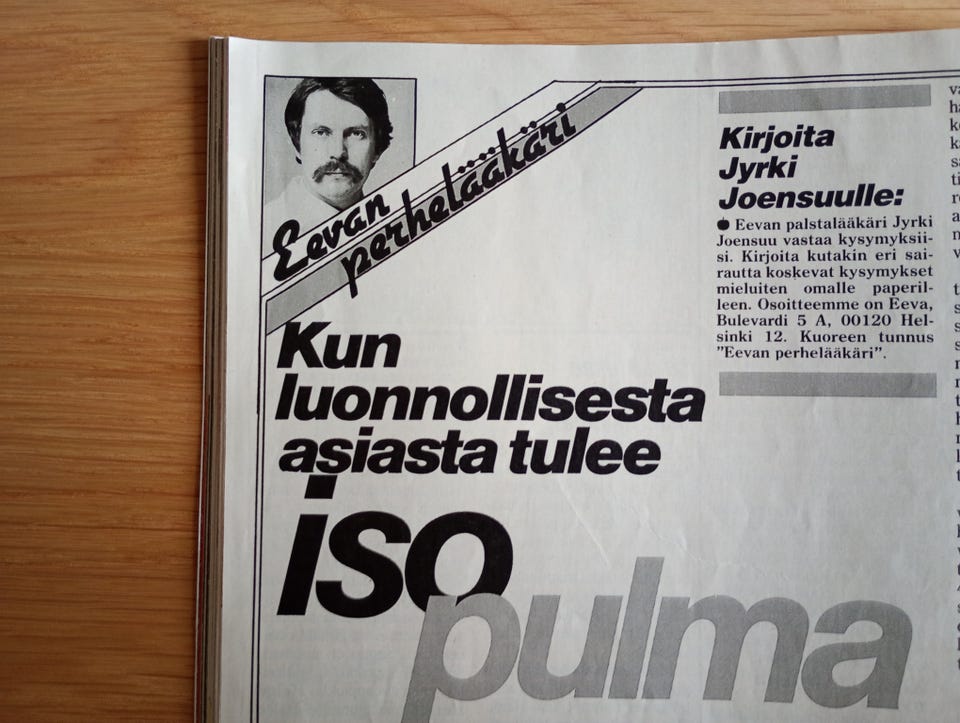 Eevan
perhelääkäri
Kun
luonnollisesta
asiasta tulee
iso
pulma
Kirjoita
Jyrki
Joensuulle:
Eevan palstalääkäri Jyrki
Joensuu vastaa kysymyksii-
si. Kirjoita kutakin eri sai-
rautta koskevat kysymykset
mieluiten omalle paperil-
leen. Osoitteemme on Eeva,
Bulevardi 5 A, 00120 Hel-
sinki 12. Kuoreen tunnus
"Eevan perhelääkäri".